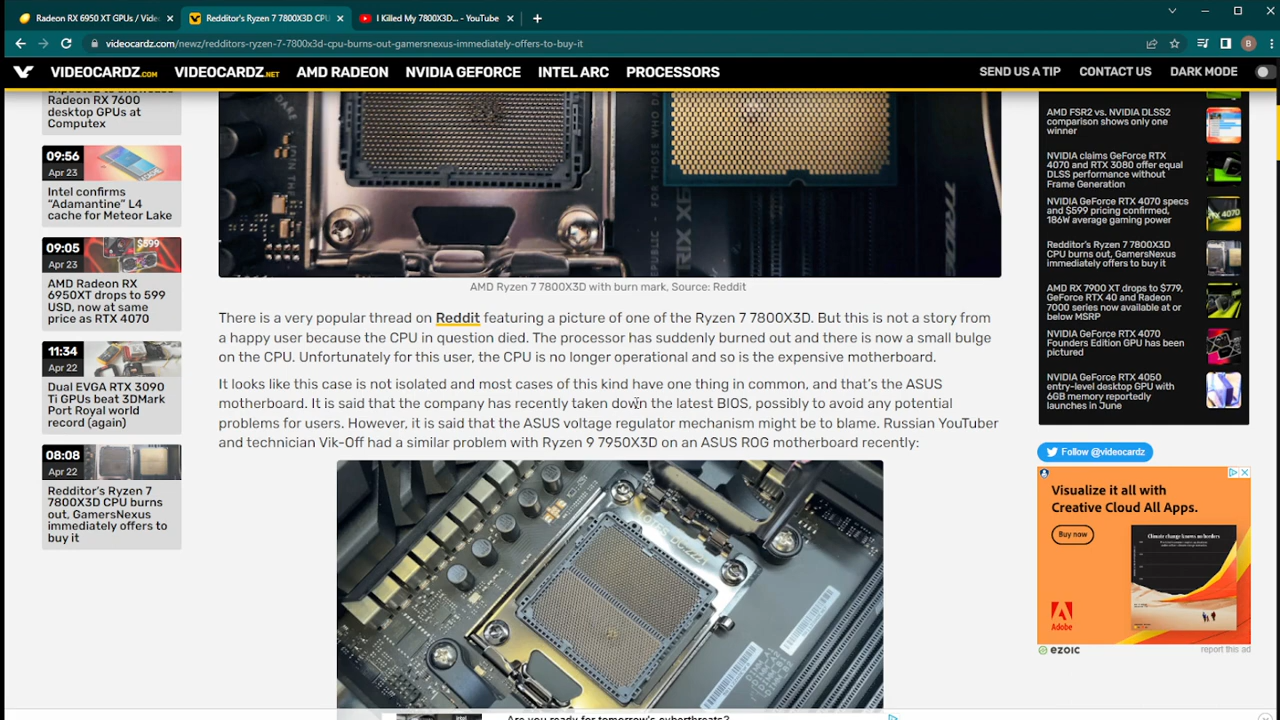 Radeon RX 6950 XT GPUs / Vide
Redditor's Ryzen 7 7800X3D CPU
I Killed My 7800X3D... - YouTube
videocardz.com/newz/redditors-ryzen-7-7800x3d-cpu-burns-out-gamersnexus-immediately-offers-to-buy-it
B
VIDEOCARDZ.COM
VIDEOCARDZ.NET
AMD RADEON
NVIDIA GEFORCE
INTEL ARC
PROCESSORS
SEND US A TIP
CONTACT US
DARK MODE
expected to showcase
Radeon RX 7600
desktop GPUs at
Computex
09:56
Apr 23
Intel confirms
“Adamantine” L4
cache for Meteor Lake
09:05
Apr 23
$599
AMD Radeon RX
6950XT drops to 599
USD, now at same
price as RTX 4070
11:34
Apr 22
Dual EVGA RTX 3090
Ti GPUs beat 3DMark
Port Royal world
record (again)
08:08
Apr 22
Redditor’s Ryzen 7
7800X3D CPU burns
out, GamersNexus
immediately offers to
buy it
AMD Ryzen 7 7800X3D with burn mark, Source: Reddit
There is a very popular thread on Reddit featuring a picture of one of the Ryzen 7 7800X3D. But this is not a story from
a happy user because the CPU in question died. The processor has suddenly burned out and there is now a small bulge
on the CPU. Unfortunately for this user, the CPU is no longer operational and so is the expensive motherboard.
It looks like this case is not isolated and most cases of this kind have one thing in common, and that’s the ASUS
motherboard. It is said that the company has recently taken down the latest BIOS, possibly to avoid any potential
problems for users. However, it is said that the ASUS voltage regulator mechanism might be to blame. Russian YouTuber
and technician Vik-Off had a similar problem with Ryzen 9 7950X3D on an ASUS ROG motherboard recently:
Are you ready for tomorrow's cyberthreats?
AMD FSR2 vs. NVIDIA DLSS2
comparison shows only one
winner
NVIDIA claims GeForce RTX
4070 and RTX 3080 offer equal
DLSS performance without
Frame Generation
NVIDIA GeForce RTX 4070 specs
and $599 pricing confirmed,
186W average gaming power
RTX 4070
Redditor’s Ryzen 7 7800X3D
CPU burns out, GamersNexus
immediately offers to buy it
AMD RX 7900 XT drops to $779,
GeForce RTX 40 and Radeon
7000 series now available at or
below MSRP
NVIDIA GeForce RTX 4070
Founders Edition GPU has been
pictured
NVIDIA GeForce RTX 4050
entry-level desktop GPU with
6GB memory reportedly
launches in June
Follow @videocardz
Visualize it all with
Creative Cloud All Apps.
Buy now
Climate change knows no borders
Adobe
ezoic
report this ad